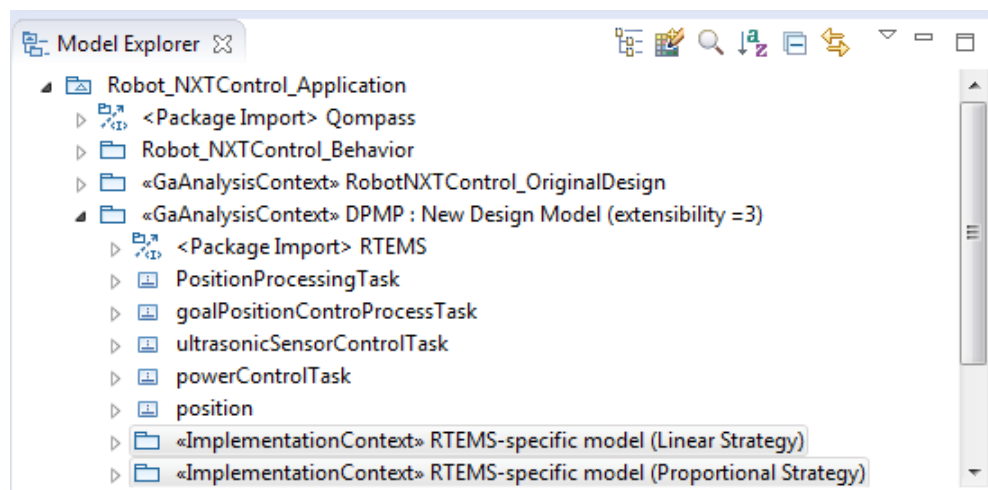 Model Explorer
Robot_NXTControl_Application
<Package Import> Qompass
Robot_NXTControl_Behavior
«GaAnalysisContext» RobotNXTControl_OriginalDesign
«GaAnalysisContext» DPMP : New Design Model (extensibility =3)
<Package Import> RTEMS
PositionProcessingTask
goalPositionControProcessTask
ultrasonicSensorControlTask
powerControlTask
position
«ImplementationContext» RTEMS-specific model (Linear Strategy)
«ImplementationContext» RTEMS-specific model (Proportional Strategy)